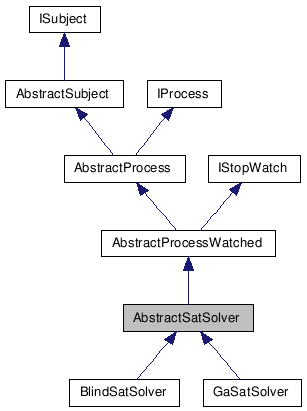 ISubject
AbstractSubject
IProcess
AbstractProcess
IStopWatch
AbstractProcessWatched
AbstractSatSolver
BlindSatSolver
GaSatSolver